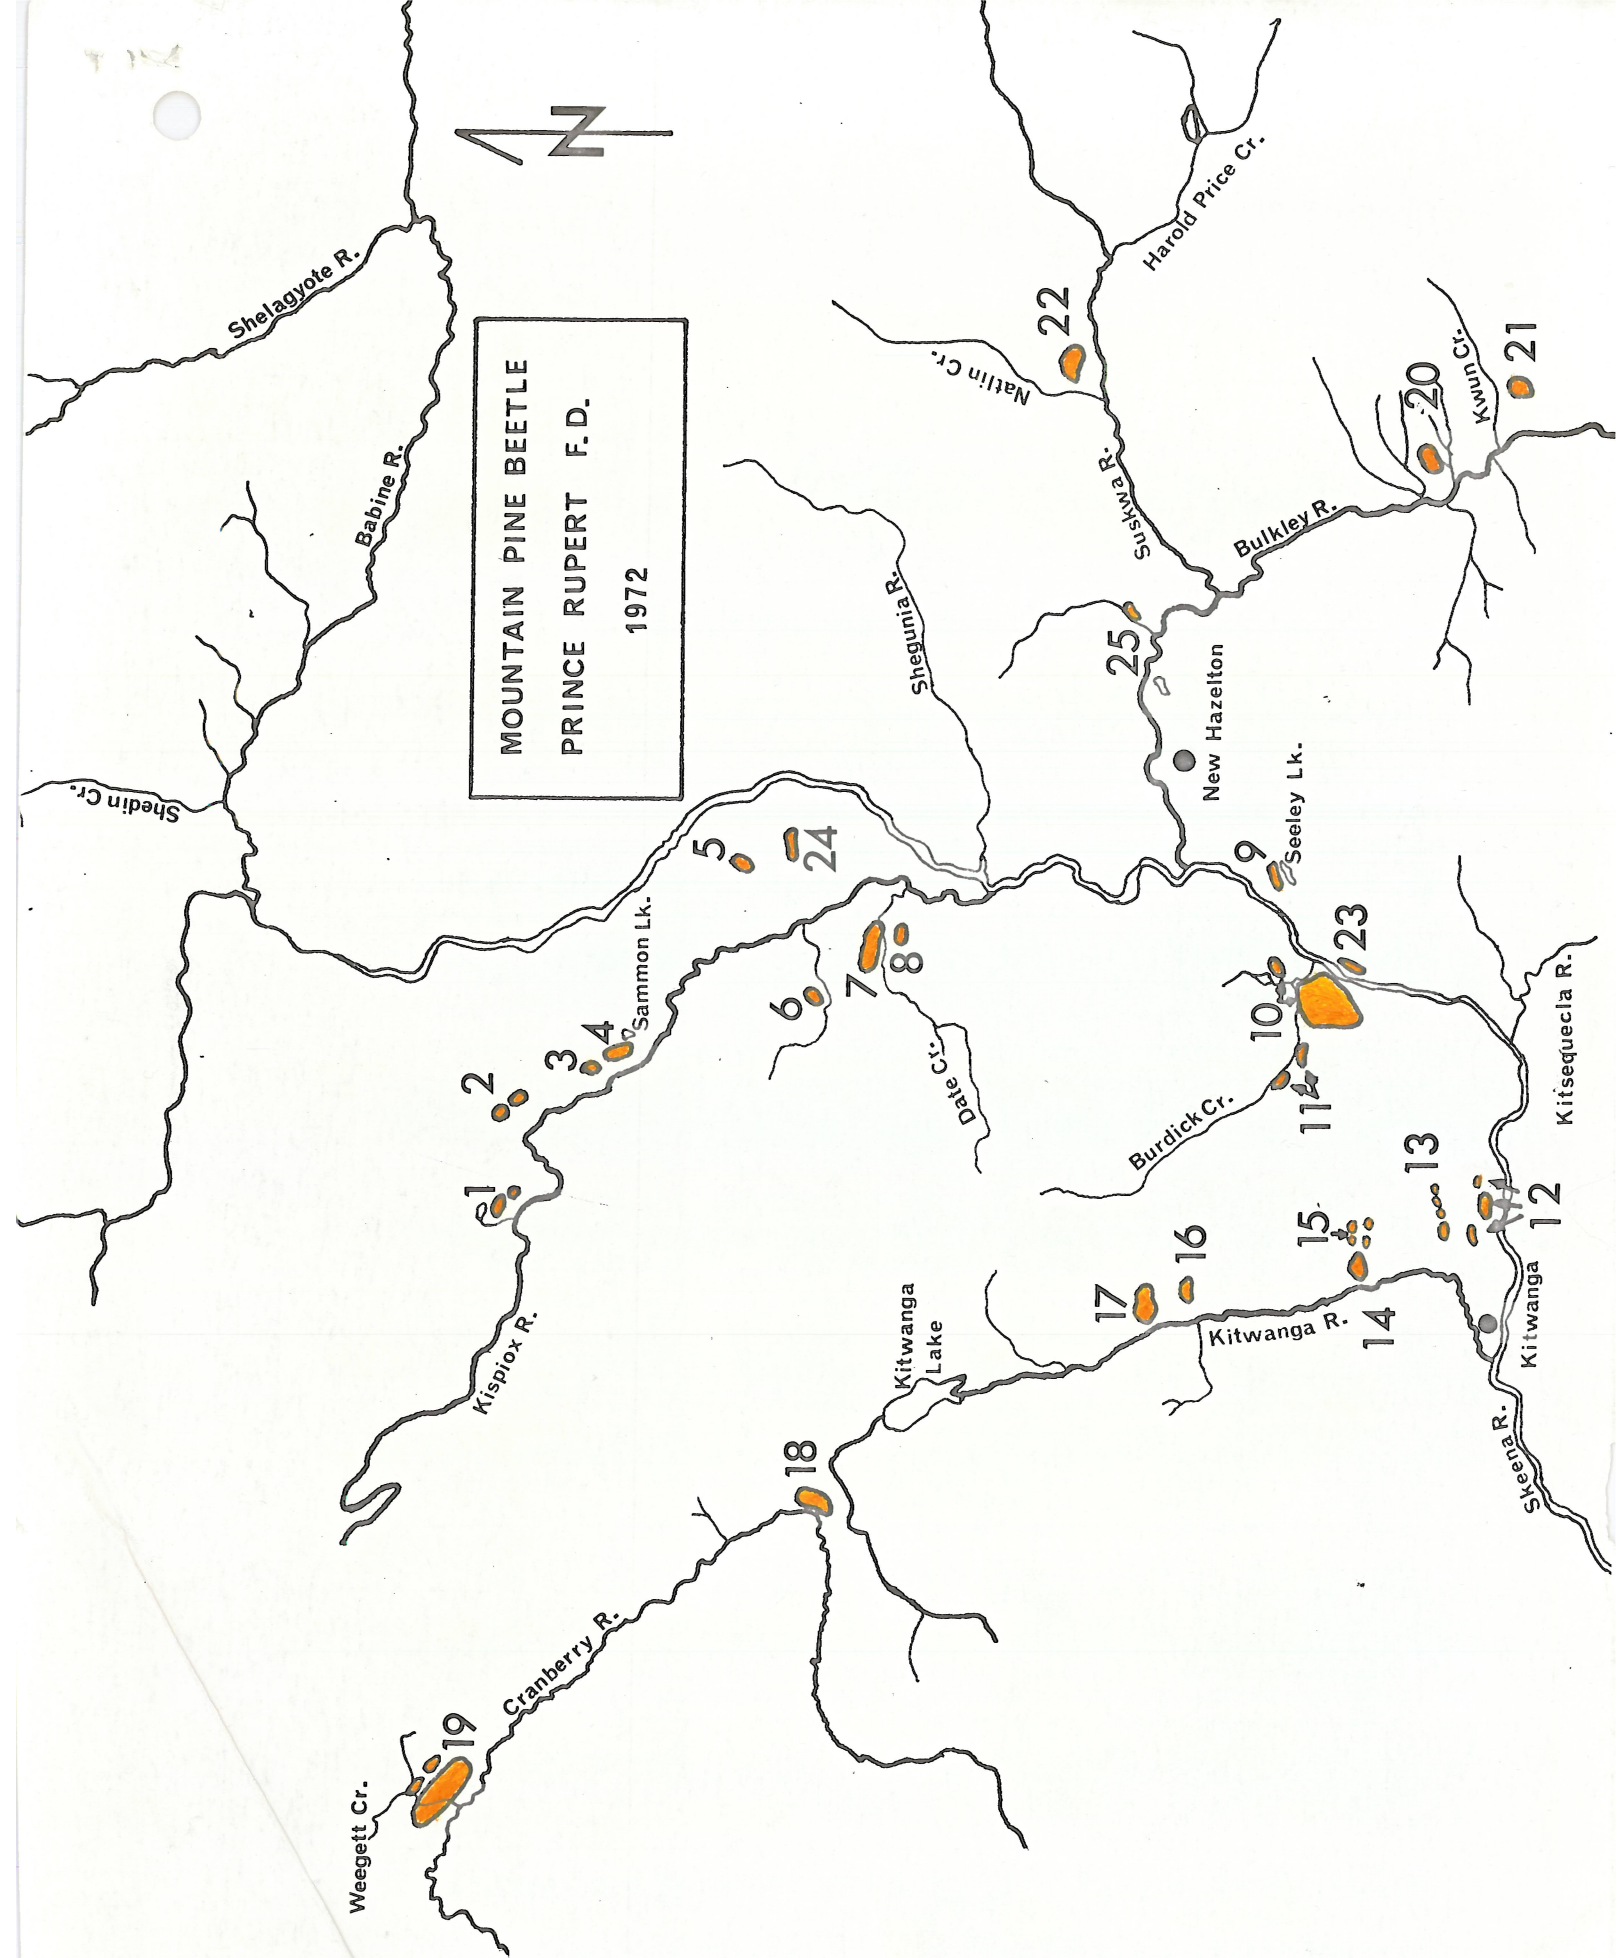 MOUNTAIN PINE BEETLE
PRINCE RUPERT F.D.
1972
N
Weegett Cr.
19
Cranberry R.
18
Kispiox R.
1
2
3
4
Sammon Lk.
5
24
6
7
8
Date Cr.
Shedin Cr.
Babine R.
Shelagyote R.
Shegunia R.
Natlin Cr.
22
Suskwa R.
Harold Price Cr.
Bulkley R.
20
Kwun Cr.
21
25
New Hazelton
9
Seeley Lk.
23
10
11
Burdick Cr.
Kitsequecla R.
12
13
14
15
16
17
Kitwanga R.
Kitwanga
Lake
Kitwanga
Skeena R.